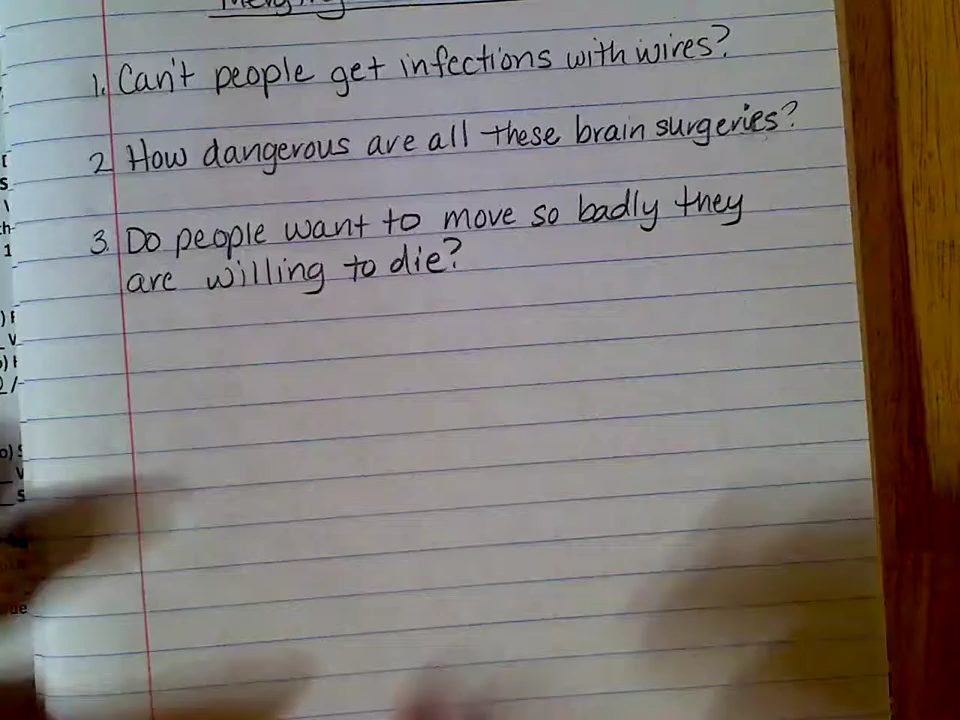 Merging
1. Can't people get infections with wires?
2. How dangerous are all these brain surgeries?
3. Do people want to move so badly they
are willing to die?